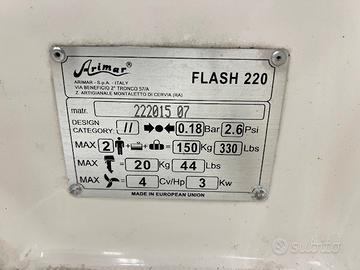 Arimar®
ARIMAR - S.p.A. - ITALY
VIA BENEFICIO 2° TRONCO 57/A
Z. ARTIGIANALE MONTALETTO DI CERVIA (RA)
FLASH 220
matr. 222015 07
DESIGN CATEGORY: // 0.18 Bar 2.6 Psi
MAX 2 + + = 150 Kg 330 Lbs
MAX = 20 Kg 44 Lbs
MAX = 4 Cv/Hp 3 Kw
MADE IN EUROPEAN UNION
subito